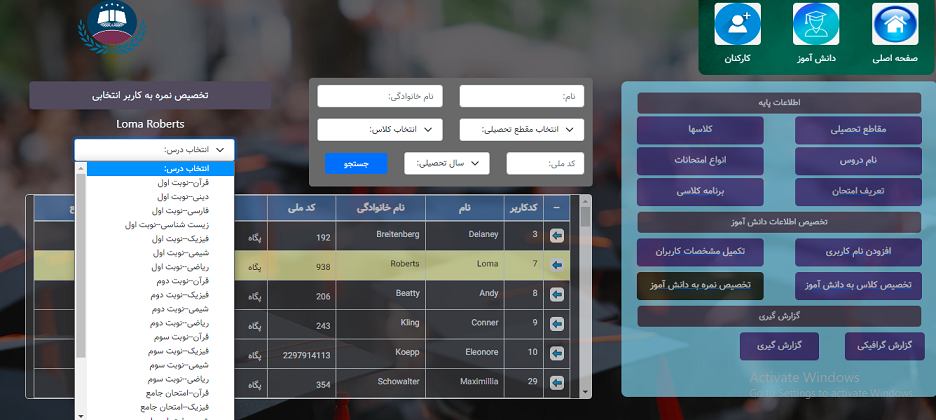 صفحه اصلی
دانش آموز
کارکنان
اطلاعات پایه
مقاطع تحصیلی
کلاسها
نام دروس
انواع امتحانات
تعریف امتحان
برنامه کلاسی
تخصیص اطلاعات دانش آموز
افزودن نام کاربری
تکمیل مشخصات کاربران
تخصیص کلاس به دانش آموز
تخصیص نمره به دانش آموز
گزارش گیری
گزارش گرافیکی
گزارش گیری
نام:
نام خانوادگی:
انتخاب مقطع تحصیلی:
انتخاب کلاس:
کد ملی:
سال تحصیلی:
جستجو
– کدکاربر نام نام خانوادگی کد ملی
3 Delaney Breitenberg 192 پگاه
7 Loma Roberts 938 پگاه
8 Andy Beatty 206 پگاه
9 Conner Kling 243 پگاه
10 Eleonore Koepp 2297914113 پگاه
29 Maximillia Schowalter 354 پگاه
تخصیص نمره به کاربر انتخابی
Loma Roberts
انتخاب درس:
انتخاب درس:
قرآن--نوبت اول
دینی--نوبت اول
فارسی--نوبت اول
زیست شناسی--نوبت اول
فیزیک--نوبت اول
شیمی--نوبت اول
ریاضی--نوبت اول
قرآن--نوبت دوم
فیزیک--نوبت دوم
شیمی--نوبت دوم
ریاضی--نوبت دوم
قرآن--نوبت سوم
فیزیک--نوبت سوم
شیمی--نوبت سوم
ریاضی--نوبت سوم
قرآن--امتحان جامع
فیزیک--امتحان جامع
Activate Windows
Go to Settings to activate Windows.